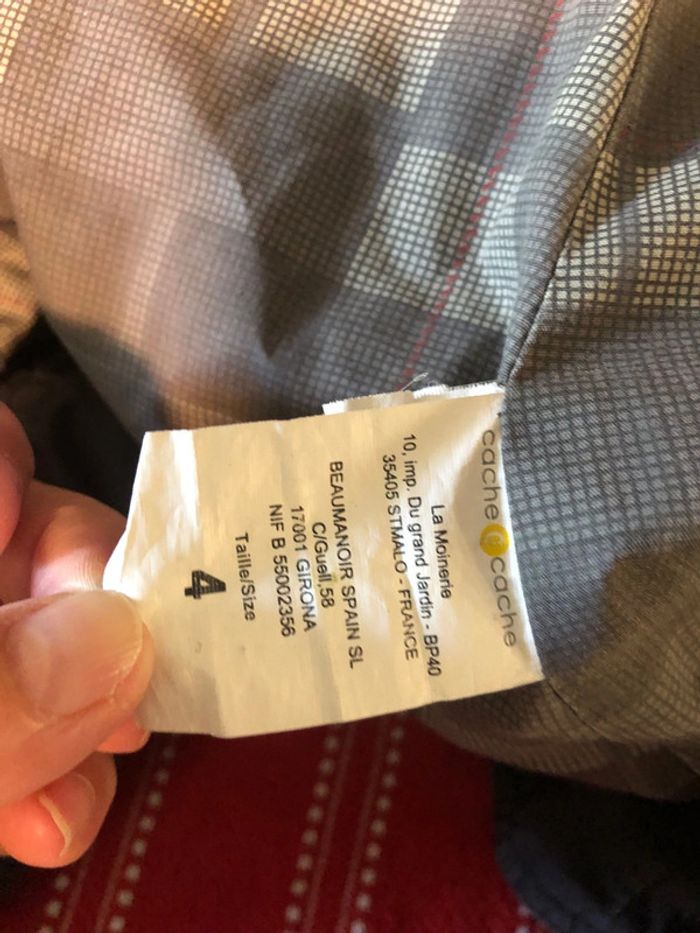 cache cache
La Moinerie
10, imp. Du grand Jardin - BP40
35405 STMALO - FRANCE
BEAUMANOIR SPAIN SL
C/Guell,58
17001 GIRONA
NIF B 55002356
Taille/Size
4